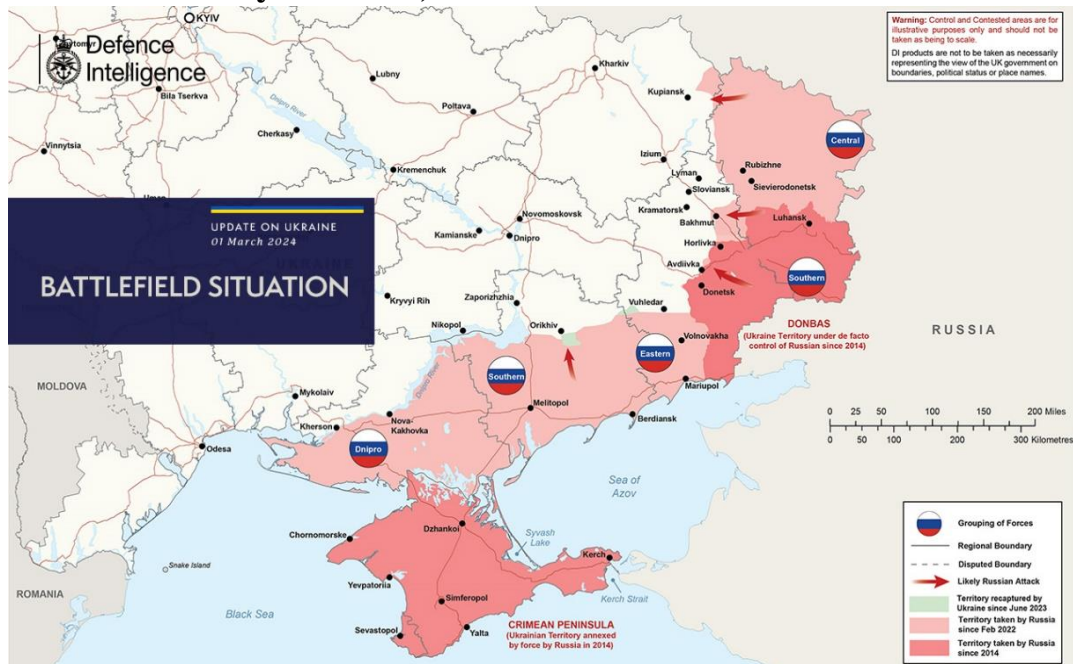 KYIV
Defence
Intelligence
Warning: Control and Contested areas are for
illustrative purposes only and should not be
taken as being to scale.
DI products are not to be taken as necessarily
representing the view of the UK government on
boundaries, political status or place names.
Bila Tserkva
Lubny
Kharkiv
Dnipro River
Poltava
Kupiansk
Cherkasy
Vinnytsia
Kremenchuk
Izium
Lyman
Sloviansk
Rubizhne
Sievierodonetsk
Central
Kramatorsk
Bakhmut
Luhansk
UPDATE ON UKRAINE
01 March 2024
BATTLEFIELD SITUATION
Novomoskovsk
Kamianske
Dnipro
Horlivka
Avdiivka
Donetsk
Southern
Kryvyi Rih
Zaporizhzhia
Vuhledar
Nikopol
Orikhiv
Volnovakha
DONBAS
(Ukraine Territory under de facto
control of Russian since 2014)
RUSSIA
Eastern
Southern
Dnipro River
MOLDOVA
Mykolaiv
Melitopol
Mariupol
Berdiansk
Kherson
Nova-
Kakhovka
Odesa
Dnipro
0 25 50 100 150 200 Miles
0 50 100 200 300 Kilometres
Sea of
Azov
Chornomorske
Dzhankoi
Syvash
Lake
Kerch
Snake Island
Yevpatoriia
Kerch Strait
ROMANIA
Black Sea
Simferopol
Sevastopol
Yalta
CRIMEAN PENINSULA
(Ukrainian Territory annexed
by force by Russia in 2014)
Grouping of Forces
Regional Boundary
Disputed Boundary
Likely Russian Attack
Territory recaptured by
Ukraine since June 2023
Territory taken by Russia
since Feb 2022
Territory taken by Russia
since 2014